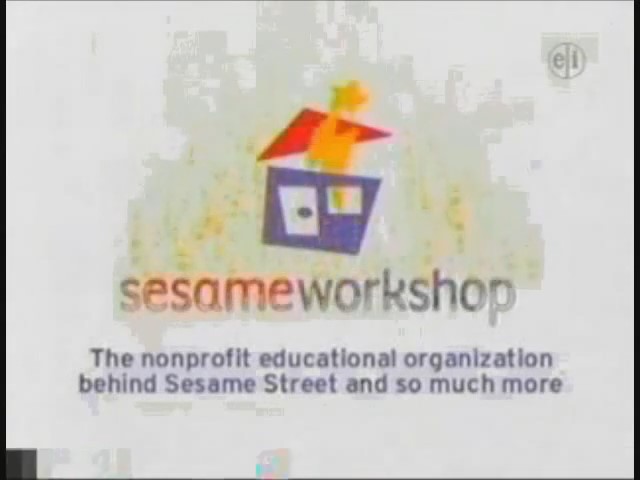 e|i
sesameworkshop
The nonprofit educational organization
behind Sesame Street and so much more